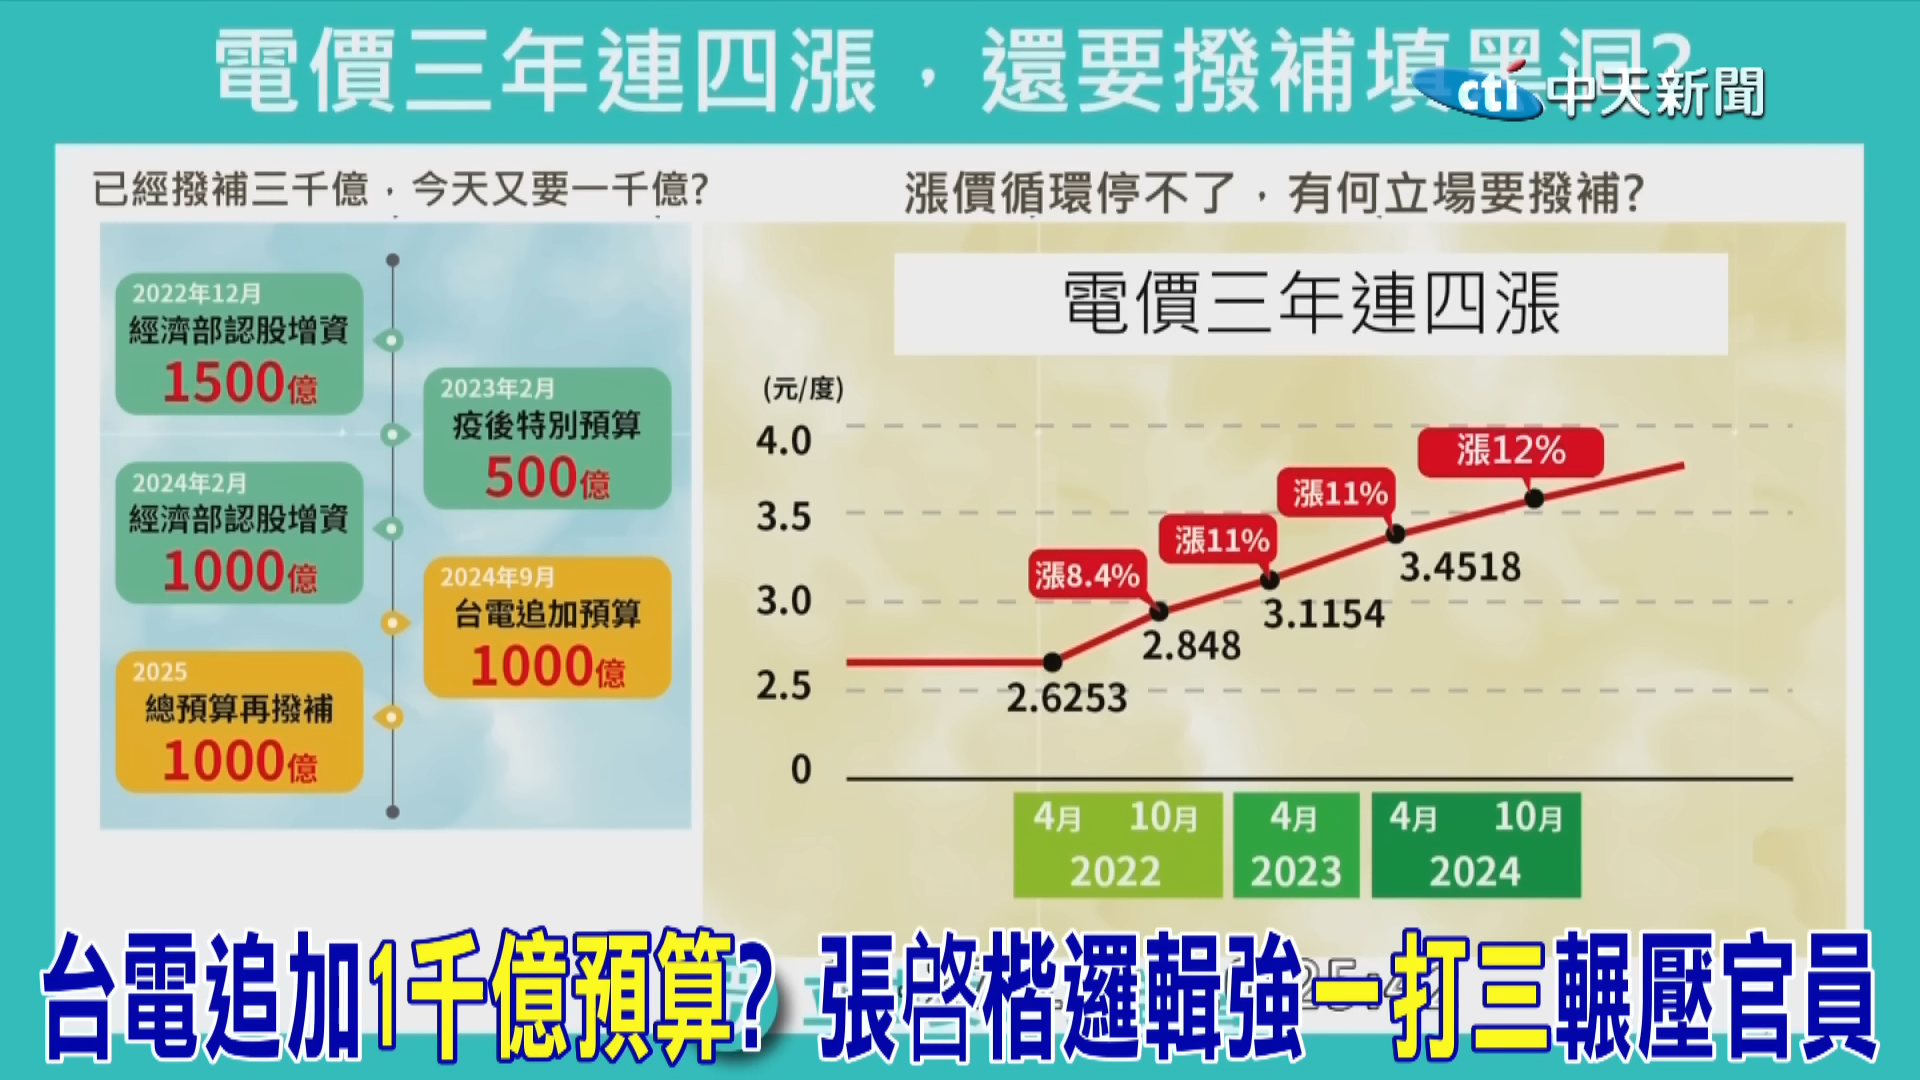 電價三年連四漲，還要撥補填黑洞?
cti 中天新聞
已經撥補三千億，今天又要一千億?
2022年12月
經濟部認股增資
1500億
2023年2月
疫後特別預算
500億
2024年2月
經濟部認股增資
1000億
2024年9月
台電追加預算
1000億
2025
總預算再撥補
1000億
漲價循環停不了，有何立場要撥補?
電價三年連四漲
(元/度)
4.0
3.5
3.0
2.5
0
漲8.4%
漲11%
漲11%
漲12%
2.6253
2.848
3.1154
3.4518
4月 10月
2022
4月
2023
4月 10月
2024
台電追加1千億預算? 張啓楷邏輯強一打三輾壓官員